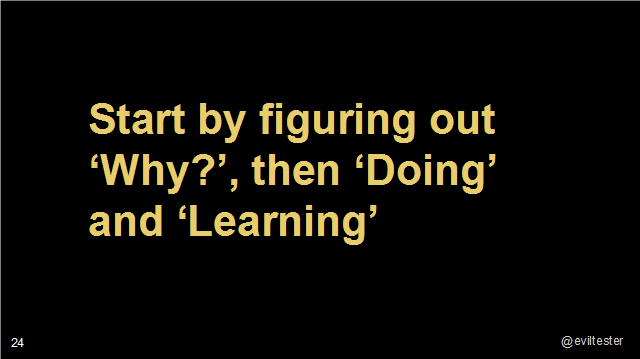 Start by figuring out
‘Why?’, then ‘Doing’
and ‘Learning’
24
@eviltester